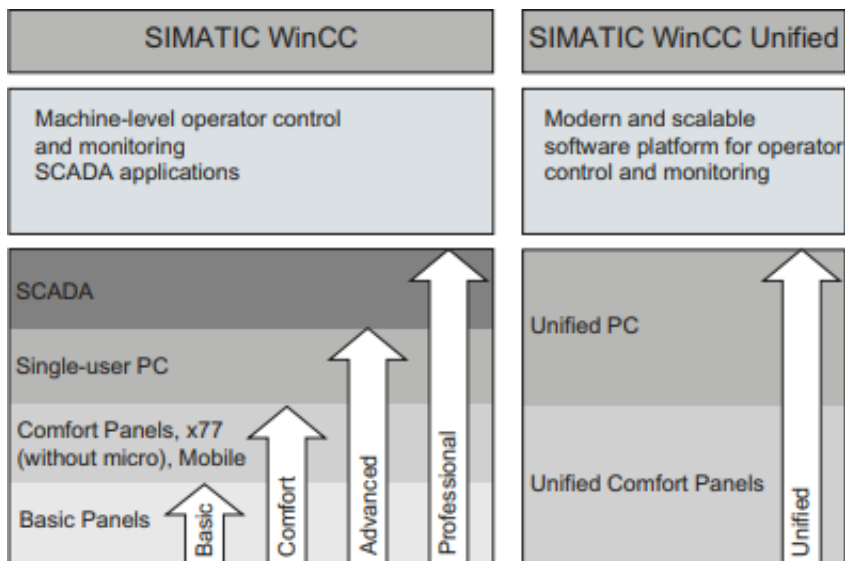 SIMATIC WinCC
Machine-level operator control
and monitoring
SCADA applications
SCADA
Single-user PC
Comfort Panels, x77
(without micro), Mobile
Basic Panels
Basic
Comfort
Advanced
Professional
SIMATIC WinCC Unified
Modern and scalable
software platform for operator
control and monitoring
Unified PC
Unified Comfort Panels
Unified